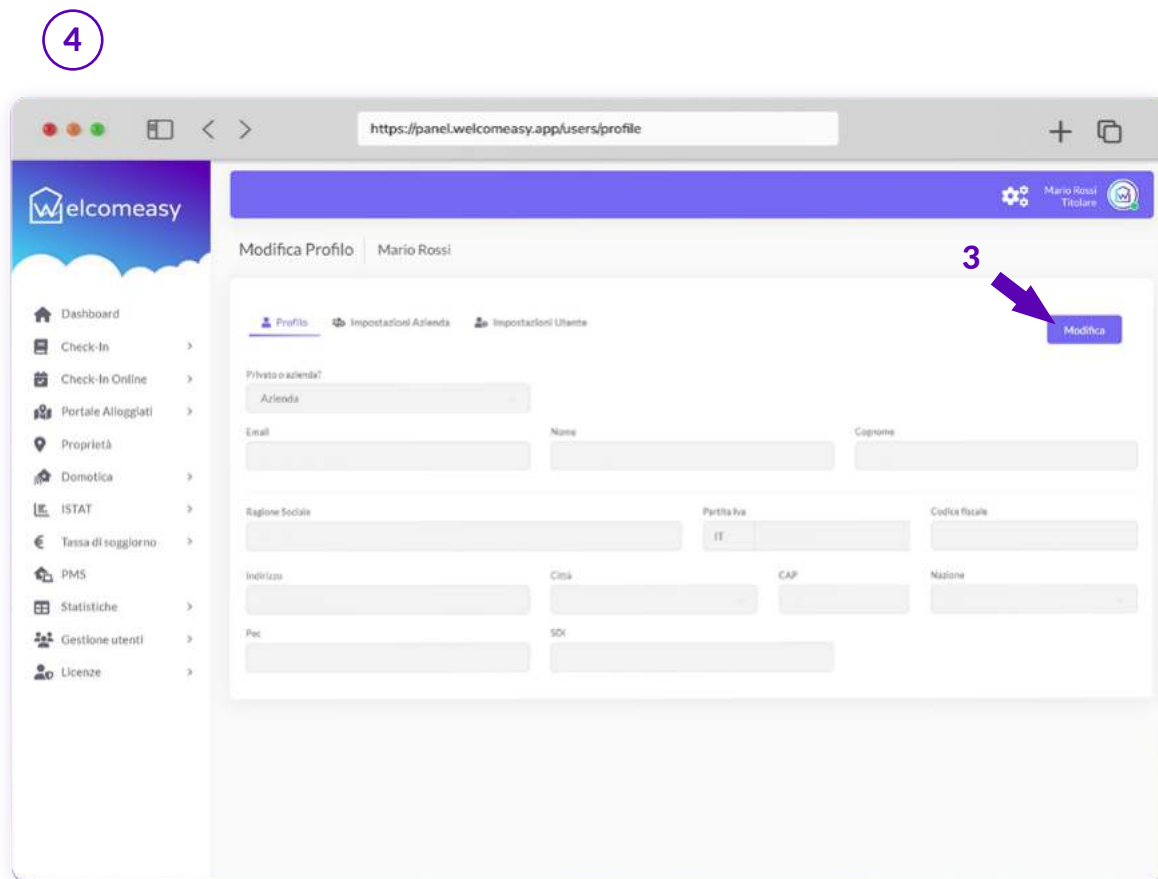 4
https://panel.welcomeasy.app/users/profile
Welcomeasy
Mario Rossi
Titolare
Modifica Profilo Mario Rossi
3
Profilo Impostazioni Azienda Impostazioni Utente
Modifica
Dashboard
Check-In
Check-In Online
Portale Alloggiati
Proprietà
Domotica
ISTAT
Tassa di soggiorno
PMS
Statistiche
Gestione utenti
Licenze
Privato o azienda?
Azienda
Email Nome Cognome
Ragione Sociale Partita Iva Codice fiscale
IT
Indirizzo Città CAP Nazione
Pec SDI